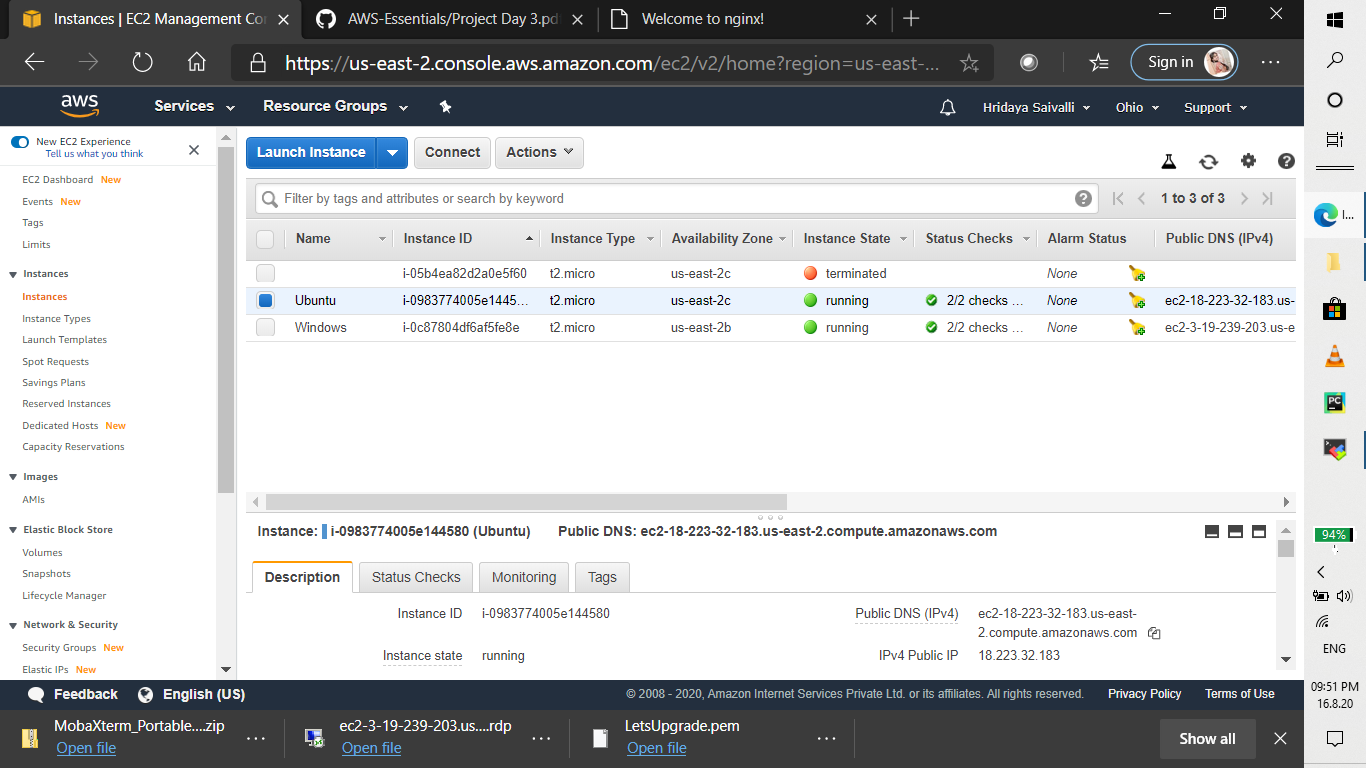 Instances | EC2 Management Co
AWS-Essentials/Project Day 3.pd
Welcome to nginx!
https://us-east-2.console.aws.amazon.com/ec2/v2/home?region=us-east-...
Sign in
aws
Services
Resource Groups
Hridaya Saivalli
Ohio
Support
New EC2 Experience
Tell us what you think
EC2 Dashboard New
Events New
Tags
Limits
Instances
Instances
Instance Types
Launch Templates
Spot Requests
Savings Plans
Reserved Instances
Dedicated Hosts New
Capacity Reservations
Images
AMIs
Elastic Block Store
Volumes
Snapshots
Lifecycle Manager
Network & Security
Security Groups New
Elastic IPs New
Launch Instance
Connect
Actions
Filter by tags and attributes or search by keyword
1 to 3 of 3
Name Instance ID Instance Type Availability Zone Instance State Status Checks Alarm Status Public DNS (IPv4)
i-05b4ea82d2a0e5f60 t2.micro us-east-2c terminated None
Ubuntu i-0983774005e1445... t2.micro us-east-2c running 2/2 checks ... None ec2-18-223-32-183.us-
Windows i-0c87804df6af5fe8e t2.micro us-east-2b running 2/2 checks ... None ec2-3-19-239-203.us-e
Instance: i-0983774005e144580 (Ubuntu) Public DNS: ec2-18-223-32-183.us-east-2.compute.amazonaws.com
Description
Status Checks
Monitoring
Tags
Instance ID i-0983774005e144580
Public DNS (IPv4) ec2-18-223-32-183.us-east-
2.compute.amazonaws.com
Instance state running
IPv4 Public IP 18.223.32.183
Feedback
English (US)
© 2008 - 2020, Amazon Internet Services Private Ltd. or its affiliates. All rights reserved.
Privacy Policy
Terms of Use
MobaXterm_Portable....zip
Open file
ec2-3-19-239-203.us....rdp
Open file
LetsUpgrade.pem
Open file
Show all
I...
PC
94%
ENG
09:51 PM
16.8.20